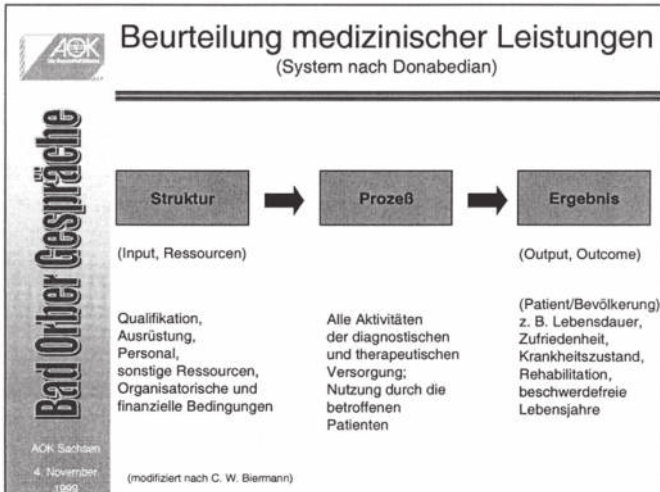 AOK
Beurteilung medizinischer Leistungen
(System nach Donabedian)
Bad Orber Gespräche
Struktur
Prozeß
Ergebnis
(Input, Ressourcen)
(Output, Outcome)
Qualifikation,
Ausrüstung,
Personal,
sonstige Ressourcen,
Organisatorische und
finanzielle Bedingungen
Alle Aktivitäten
der diagnostischen
und therapeutischen
Versorgung;
Nutzung durch die
betroffenen
Patienten
(Patient/Bevölkerung)
z. B. Lebensdauer,
Zufriedenheit,
Krankheitszustand,
Rehabilitation,
beschwerdefreie
Lebensjahre
AOK Sachsen
4. November
1999
(modifiziert nach C. W. Biermann)